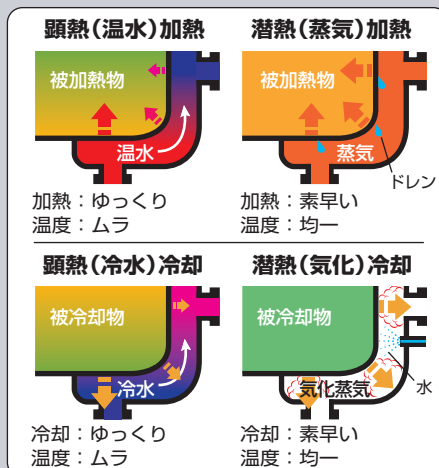 顕熱(温水)加熱
被加熱物
温水
加熱：ゆっくり
温度：ムラ
潜熱(蒸気)加熱
被加熱物
蒸気
ドレン
加熱：素早い
温度：均一
顕熱(冷水)冷却
被冷却物
冷水
冷却：ゆっくり
温度：ムラ
潜熱(気化)冷却
被冷却物
気化蒸気
水
冷却：素早い
温度：均一